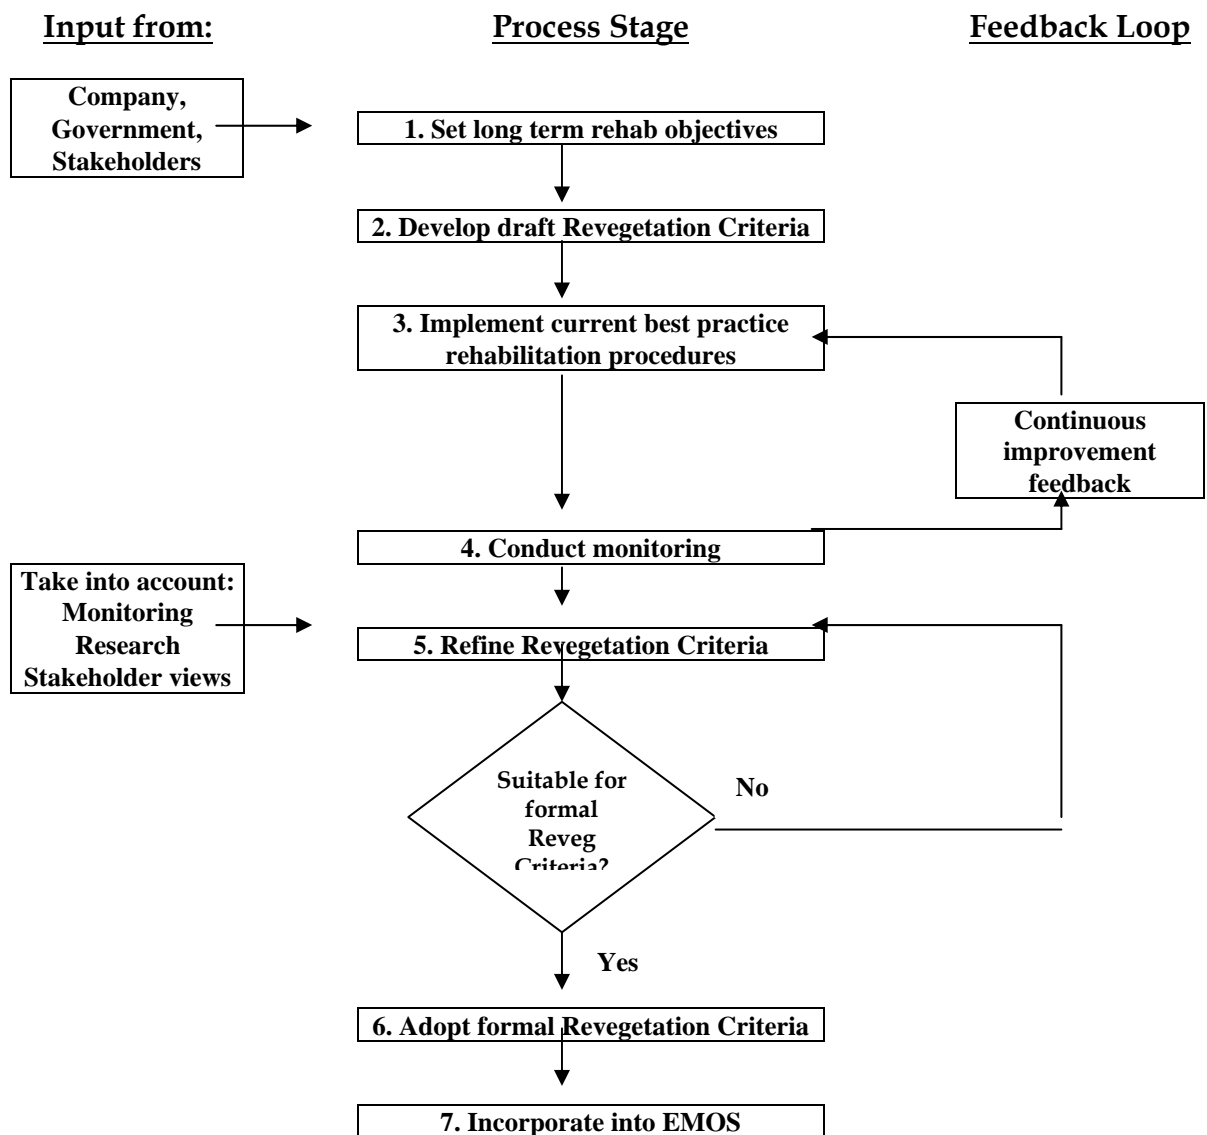 Input from:
Process Stage
Feedback Loop
Company,
Government,
Stakeholders
1. Set long term rehab objectives
2. Develop draft Revegetation Criteria
3. Implement current best practice
rehabilitation procedures
Continuous
improvement
feedback
4. Conduct monitoring
Take into account:
Monitoring
Research
Stakeholder views
5. Refine Revegetation Criteria
Suitable for
formal
Reveg
Criteria?
No
Yes
6. Adopt formal Revegetation Criteria
7. Incorporate into EMOS